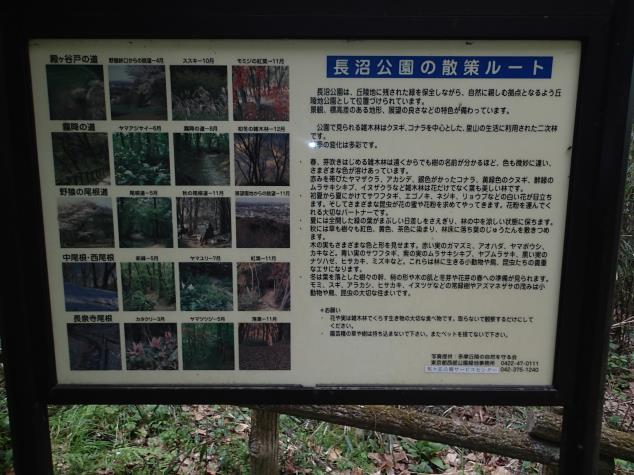 長沼公園の散策ルート
殿ヶ谷戸の道
野猿峠口からの眺望—4月
ススキー10月
モミジの紅葉—11月
霧降の道
ヤマアジサイ—6月
霧降の道—5月
初冬の雑木林—12月
野猿の尾根道
尾根道—5月
秋の尾根道—11月
展望園地からの眺望—11月
中尾根・西尾根
新緑—5月
ヤマユリ—7月
紅葉—11月
長泉寺尾根
カタクリ—3月
ヤマツツジ—5月
落葉—11月
長沼公園は、丘陵地に残された緑を保全しながら、自然に親しむ拠点となるよう丘
陵地公園として位置づけられています。
景観、標高差のある地形、展望の良さなどの特色が備わっています。
公園で見られる雑木林はクヌギ、コナラを中心とした、里山の生活に利用された二次林
です。
季の変化は多彩です。
春、芽吹きはじめる雑木林は遠くからでも樹の名前が分かるほど、色も微妙に違い、
さまざまな色が溶けあっています。
赤みを帯びたヤマザクラ、アカシデ、銀色がかったコナラ、黄緑色のクヌギ、鮮緑の
ムラサキシキブ、イヌザクラなど雑木林は花だけでなく葉も美しい林です。
初夏から夏にかけてサワフタギ、エゴノキ、ネジキ、リョウブなどの白い花が目立ち
ます。そしてさまざまな昆虫が花の蜜や花粉を求めてやってきます。花粉を運んでく
れる大切なパートナーです。
夏には全開した緑の葉がまぶしい日差しをさえぎり、林の中を涼しい状態に保ちます。
秋には草も樹々も紅色、黄色、茶色に染まり、林床に落ち葉のじゅうたんを敷きつめ
ます。
木の実もさまざまな色と形を見せます。赤い実のガマズミ、アオハダ、ヤマボウシ、
カキなど。青い実のサワフタギ、紫の実のムラサキシキブ、ヤブムラサキ、黒い実の
ナツハゼ、ヒサカキ、ミズキなど。これらは林に生きる小動物や鳥、昆虫たちの貴重
なエサになります。
冬は葉を落とした樹々の幹、梢の形や木の肌と冬芽や花芽の春への準備が見られます。
モミ、スギ、アラカシ、ヒサカキ、イヌツゲなどの常緑樹やアズマネザサの茂みは小
動物や鳥、昆虫の大切な住まいです。
＊お願い
・ 花や実は雑木林でくらす生き物の大切な食べ物です。取らないで観察するだけにして
ください。
・ 園芸種の草や樹は持ち込まないで下さい。またペットを捨てないで下さい。
写真提供：多摩丘陵の自然を守る会
東京都西部公園緑地事務所 0422-47-0111
042-375-1240